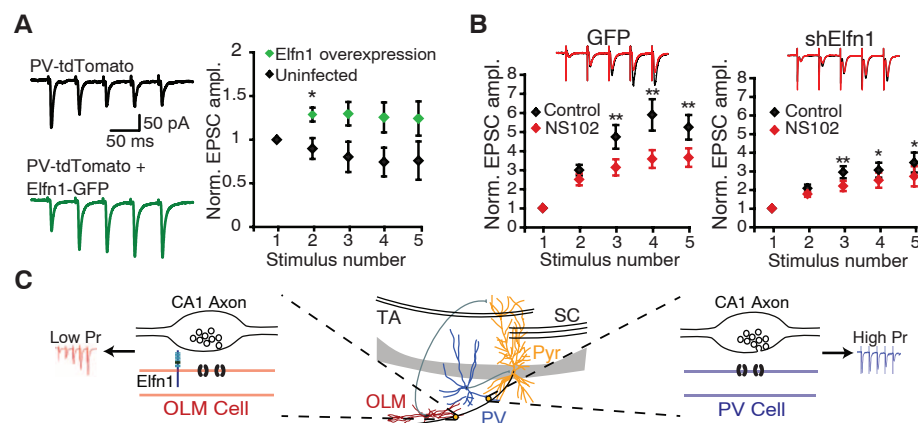 A
PV-tdTomato
50 pA
50 ms
PV-tdTomato +
Elfn1-GFP
Norm. EPSC ampl.
2
1.5
1
0.5
0
Elfn1 overexpression
Uninfected
*
1 2 3 4 5
Stimulus number
B
GFP
Norm. EPSC ampl.
8
7
6
5
4
3
2
1
0
Control
NS102
** ** **
1 2 3 4 5
Stimulus number
shElfn1
Norm. EPSC ampl.
8
7
6
5
4
3
2
1
0
Control
NS102
** * *
1 2 3 4 5
Stimulus number
C
CA1 Axon
Low Pr
Elfn1
OLM Cell
TA
SC
Pyr
OLM
PV
CA1 Axon
High Pr
PV Cell